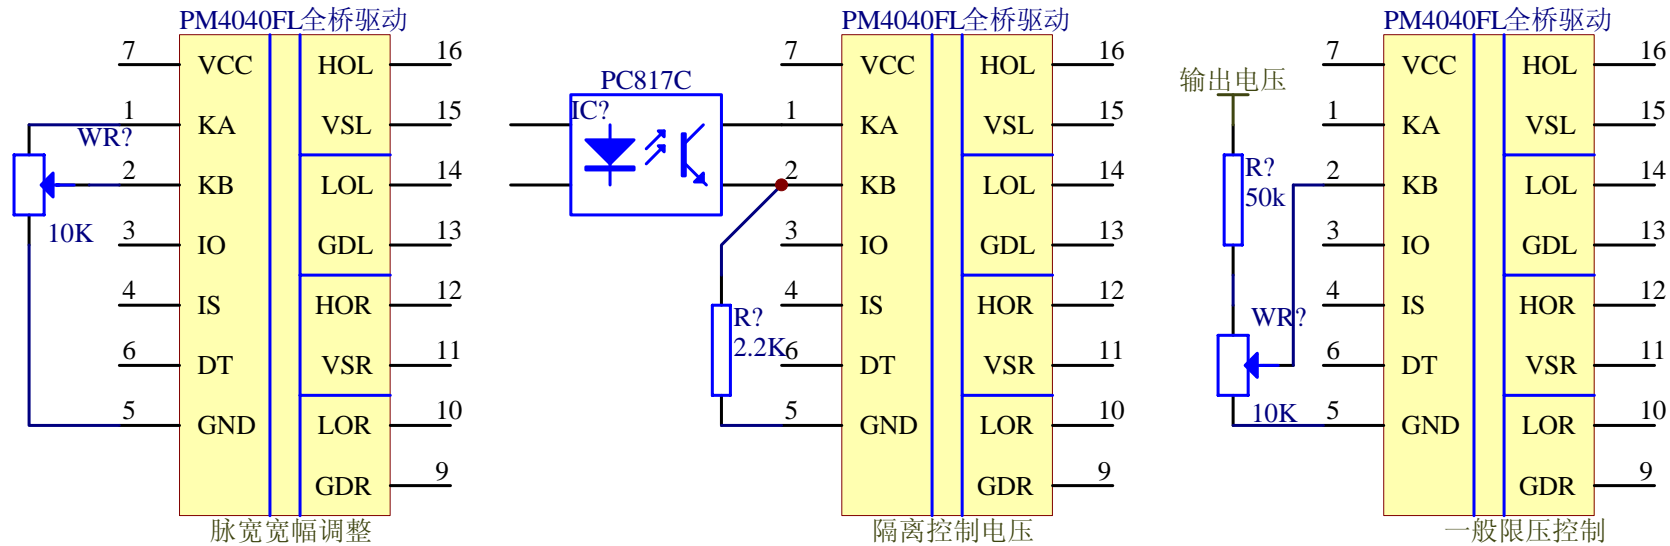 PM4040FL全桥驱动
7 VCC HOL 16
1 KA VSL 15
WR?
2 KB LOL 14
10K
3 IO GDL 13
4 IS HOR 12
6 DT VSR 11
5 GND LOR 10
GDR 9
脉宽宽幅调整
PM4040FL全桥驱动
7 VCC HOL 16
PC817C
IC?
1 KA VSL 15
2 KB LOL 14
3 IO GDL 13
4 IS HOR 12
R?
2.2K
6 DT VSR 11
5 GND LOR 10
GDR 9
隔离控制电压
PM4040FL全桥驱动
7 VCC HOL 16
输出电压
1 KA VSL 15
R?
50k
2 KB LOL 14
3 IO GDL 13
4 IS HOR 12
WR?
6 DT VSR 11
10K
5 GND LOR 10
GDR 9
一般限压控制